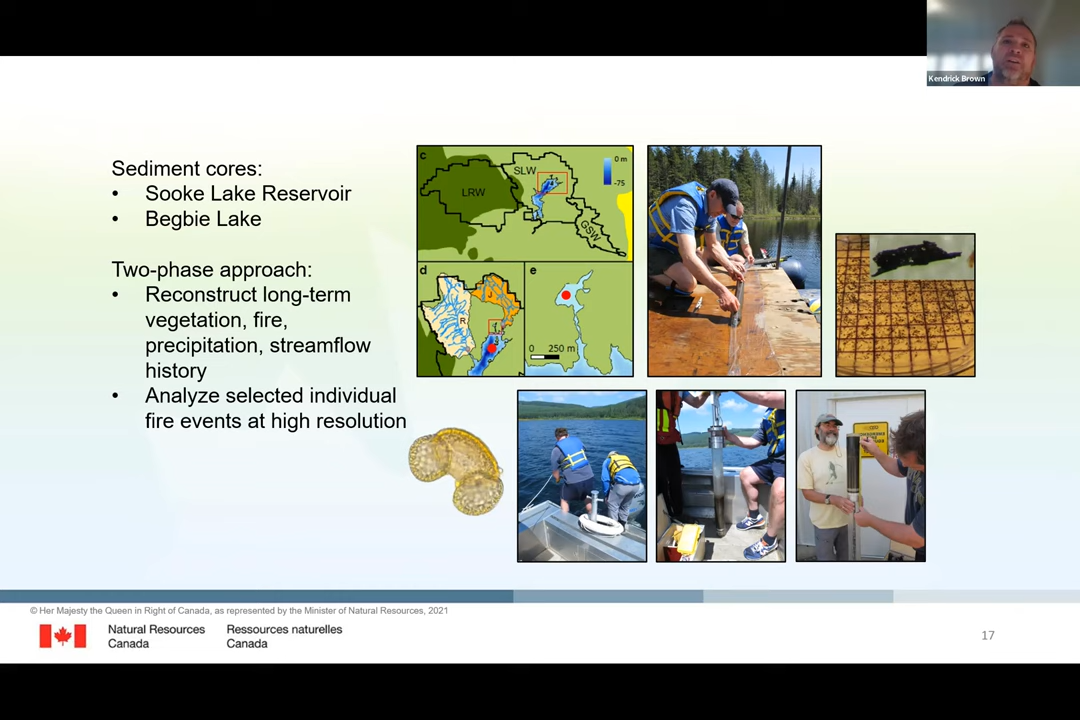 Kendrick Brown
Sediment cores:
• Sooke Lake Reservoir
• Begbie Lake
Two-phase approach:
• Reconstruct long-term
vegetation, fire,
precipitation, streamflow
history
• Analyze selected individual
fire events at high resolution
c
SLW
LRW
GSW
0 m
-75
d
R
e
0 250 m
© Her Majesty the Queen in Right of Canada, as represented by the Minister of Natural Resources, 2021
Natural Resources
Canada
Ressources naturelles
Canada
17